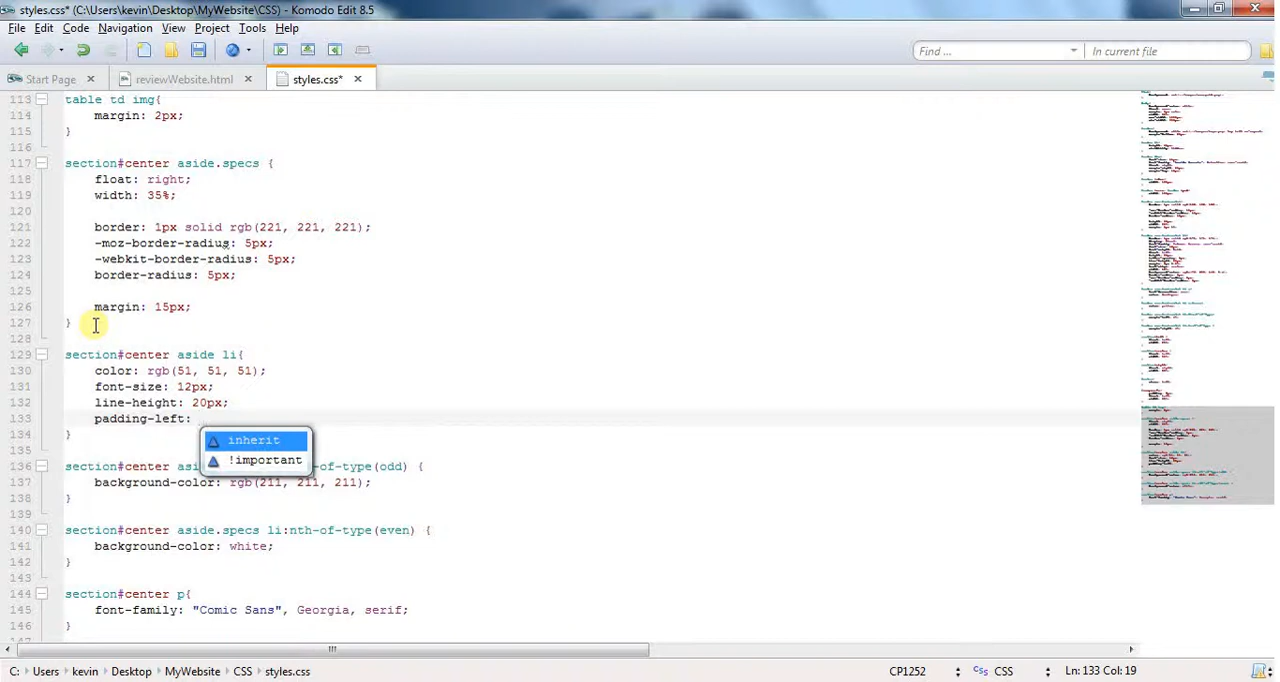 styles.css* (C:\Users\kevin\Desktop\MyWebsite\CSS) - Komodo Edit 8.5
File Edit Code Navigation View Project Tools Help
Find ... In current file
Start Page reviewWebsite.html styles.css*
113 table td img{
114 margin: 2px;
115 }
116
117 section#center aside.specs {
118 float: right;
119 width: 35%;
120
121 border: 1px solid rgb(221, 221, 221);
122 -moz-border-radius: 5px;
123 -webkit-border-radius: 5px;
124 border-radius: 5px;
125
126 margin: 15px;
127 }
128
129 section#center aside li{
130 color: rgb(51, 51, 51);
131 font-size: 12px;
132 line-height: 20px;
133 padding-left:
134 }
inherit
!important
135
136 section#center as h-of-type(odd) {
137 background-color: rgb(211, 211, 211);
138 }
139
140 section#center aside.specs li:nth-of-type(even) {
141 background-color: white;
142 }
143
144 section#center p{
145 font-family: "Comic Sans", Georgia, serif;
146 }
147
C: Users kevin Desktop MyWebsite CSS styles.css CP1252 CSS CSS Ln: 133 Col: 19